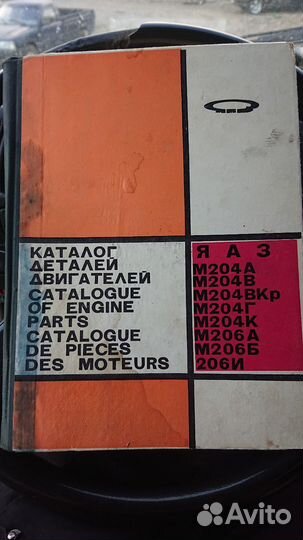 КАТАЛОГ
ДЕТАЛЕЙ
ДВИГАТЕЛЕЙ
CATALOGUE
OF ENGINE
PARTS
CATALOGUE
DE PIECES
DES MOTEURS
ЯАЗ
М204А
М204В
М204ВКр
М204Г
М204К
М206А
М206Б
206И
Avito